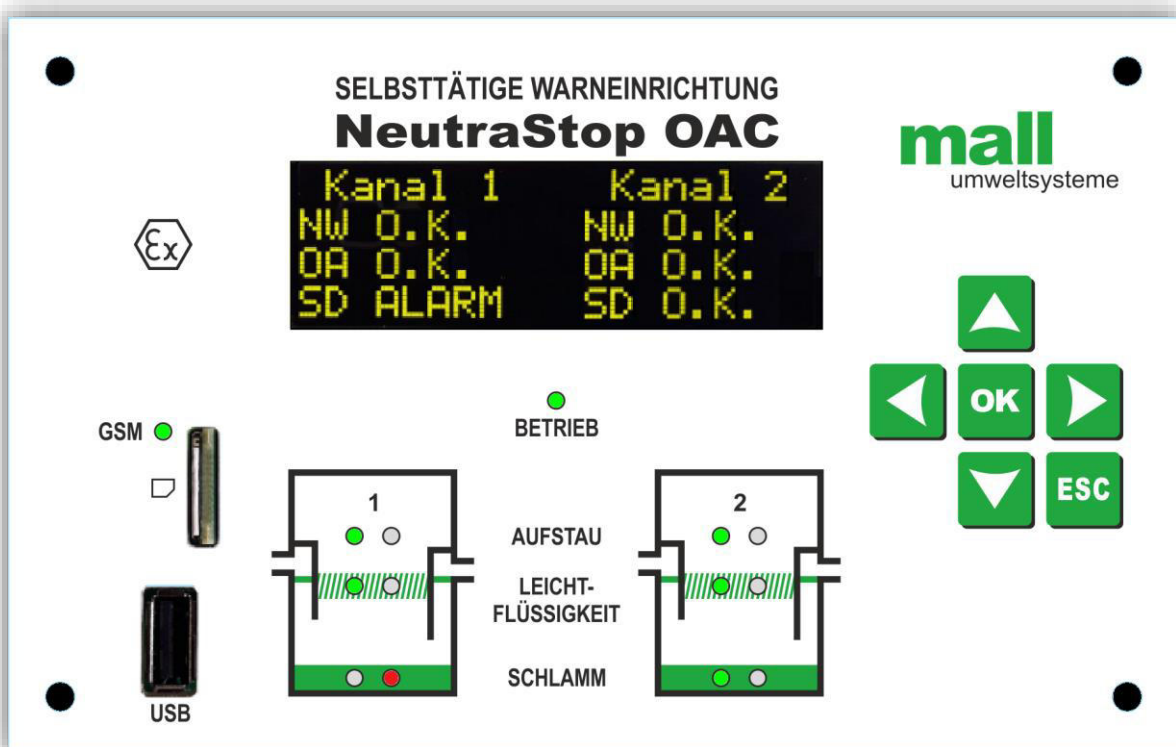 SELBSTTÄTIGE WARNEINRICHTUNG
NeutraStop OAC
mall
umweltsysteme
Kanal 1 Kanal 2
NW O.K. NW O.K.
OA O.K. OA O.K.
SD ALARM SD O.K.
Ex
OK
ESC
GSM
BETRIEB
1
2
AUFSTAU
LEICHT-
FLÜSSIGKEIT
SCHLAMM
USB